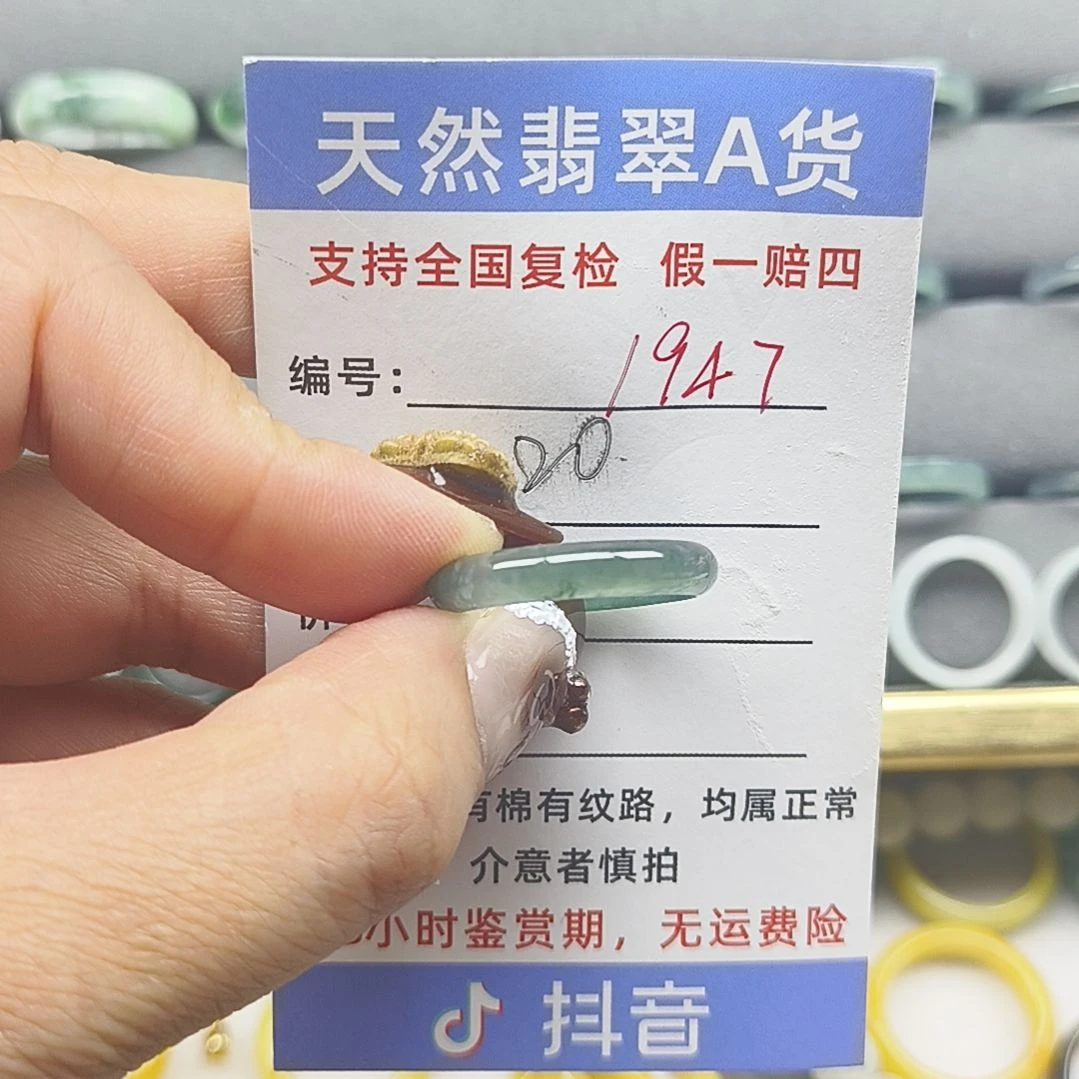 天然翡翠A货
支持全国复检 假一赔四
编号: 1947
20
有棉有纹路，均属正常
介意者慎拍
小时鉴赏期，无运费险
抖音